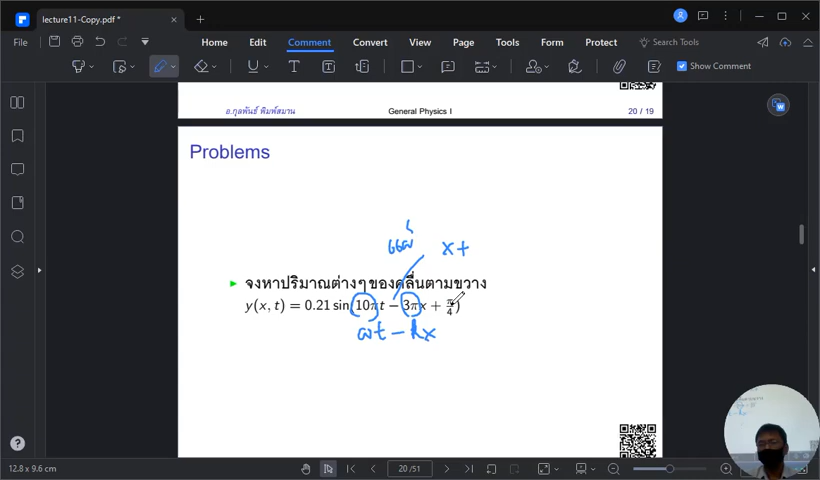 lecture11-Copy.pdf *
File
Home
Edit
Comment
Convert
View
Page
Tools
Form
Protect
Search Tools
Show Comment
อ.กุลพันธ์ พิมพ์สมาน
General Physics I
20 / 19
Problems
x+
จงหาปริมาณต่างๆของคลื่นตามขวาง
y(x, t) = 0.21 sin(10πt − 3πx + π/4)
ωt − kx
12.8 x 9.6 cm
20 /51